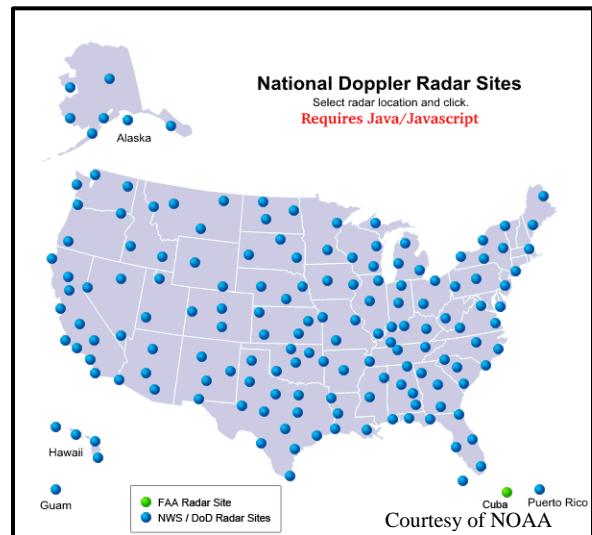 National Doppler Radar Sites
Select radar location and click.
Requires Java/Javascript
Alaska
Hawaii
Guam
FAA Radar Site
NWS / DoD Radar Sites
Cuba
Puerto Rico
Courtesy of NOAA